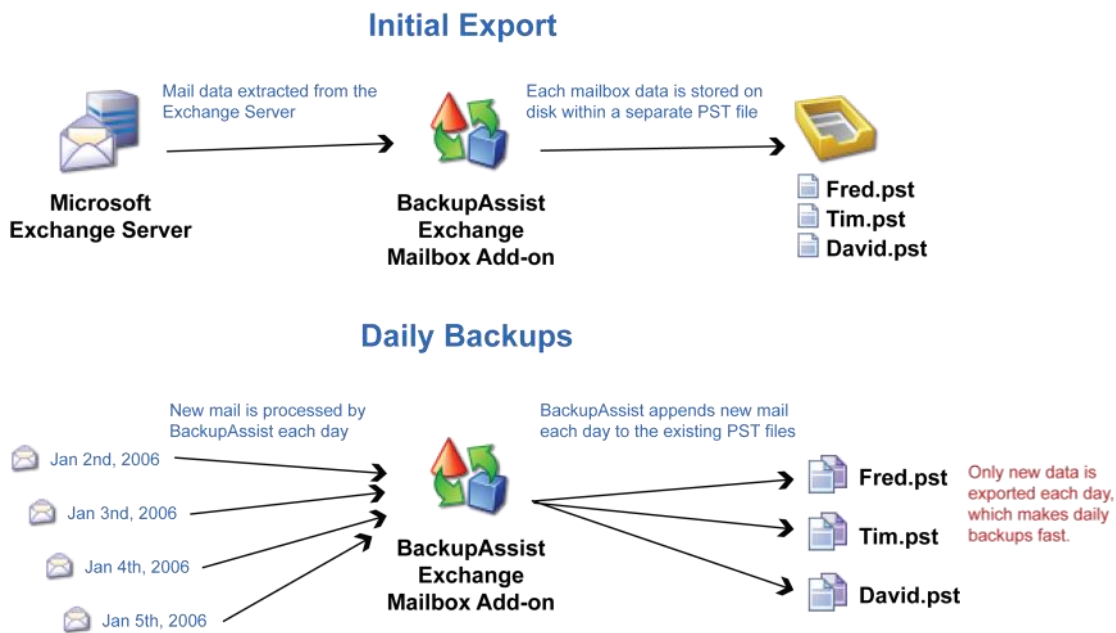 Initial Export
Mail data extracted from the
Exchange Server
Each mailbox data is stored on
disk within a separate PST file
Microsoft
Exchange Server
BackupAssist
Exchange
Mailbox Add-on
Fred.pst
Tim.pst
David.pst
Daily Backups
New mail is processed by
BackupAssist each day
BackupAssist appends new mail
each day to the existing PST files
Jan 2nd, 2006
Jan 3nd, 2006
Jan 4th, 2006
Jan 5th, 2006
BackupAssist
Exchange
Mailbox Add-on
Fred.pst
Tim.pst
David.pst
Only new data is
exported each day,
which makes daily
backups fast.